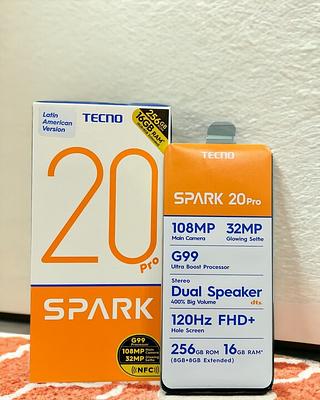 Latin
American
Version
TECNO
256GB
16GB RAM*
20
Pro
SPARK
G99
108MP
32MP
((NFC))
TECNO
SPARK 20 Pro
108MP 32MP
Main Camera Glowing Selfie
G99
Ultra Boost Processor
Stereo
Dual Speaker
400% Big Volume dts
120Hz FHD+
Hole Screen
256GB ROM 16GB RAM*
(8GB+8GB Extended)